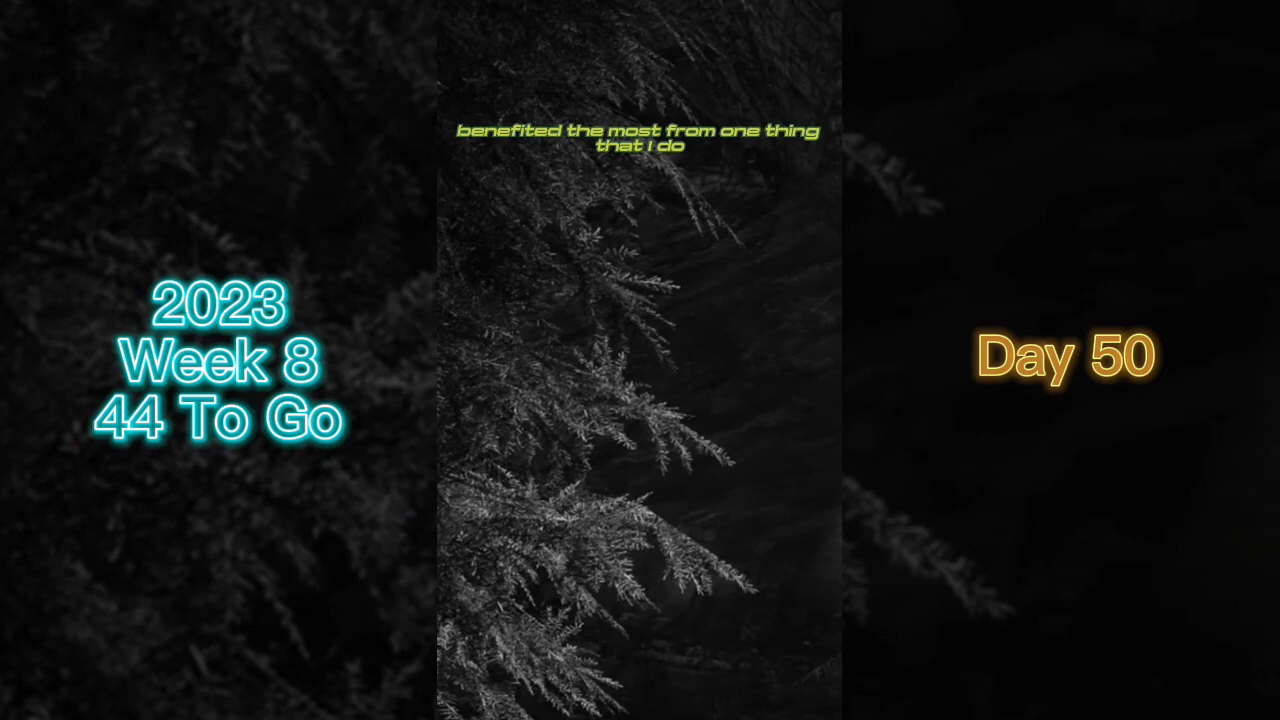 benefited the most from one thing
that I do
2023
Week 8
44 To Go
Day 50